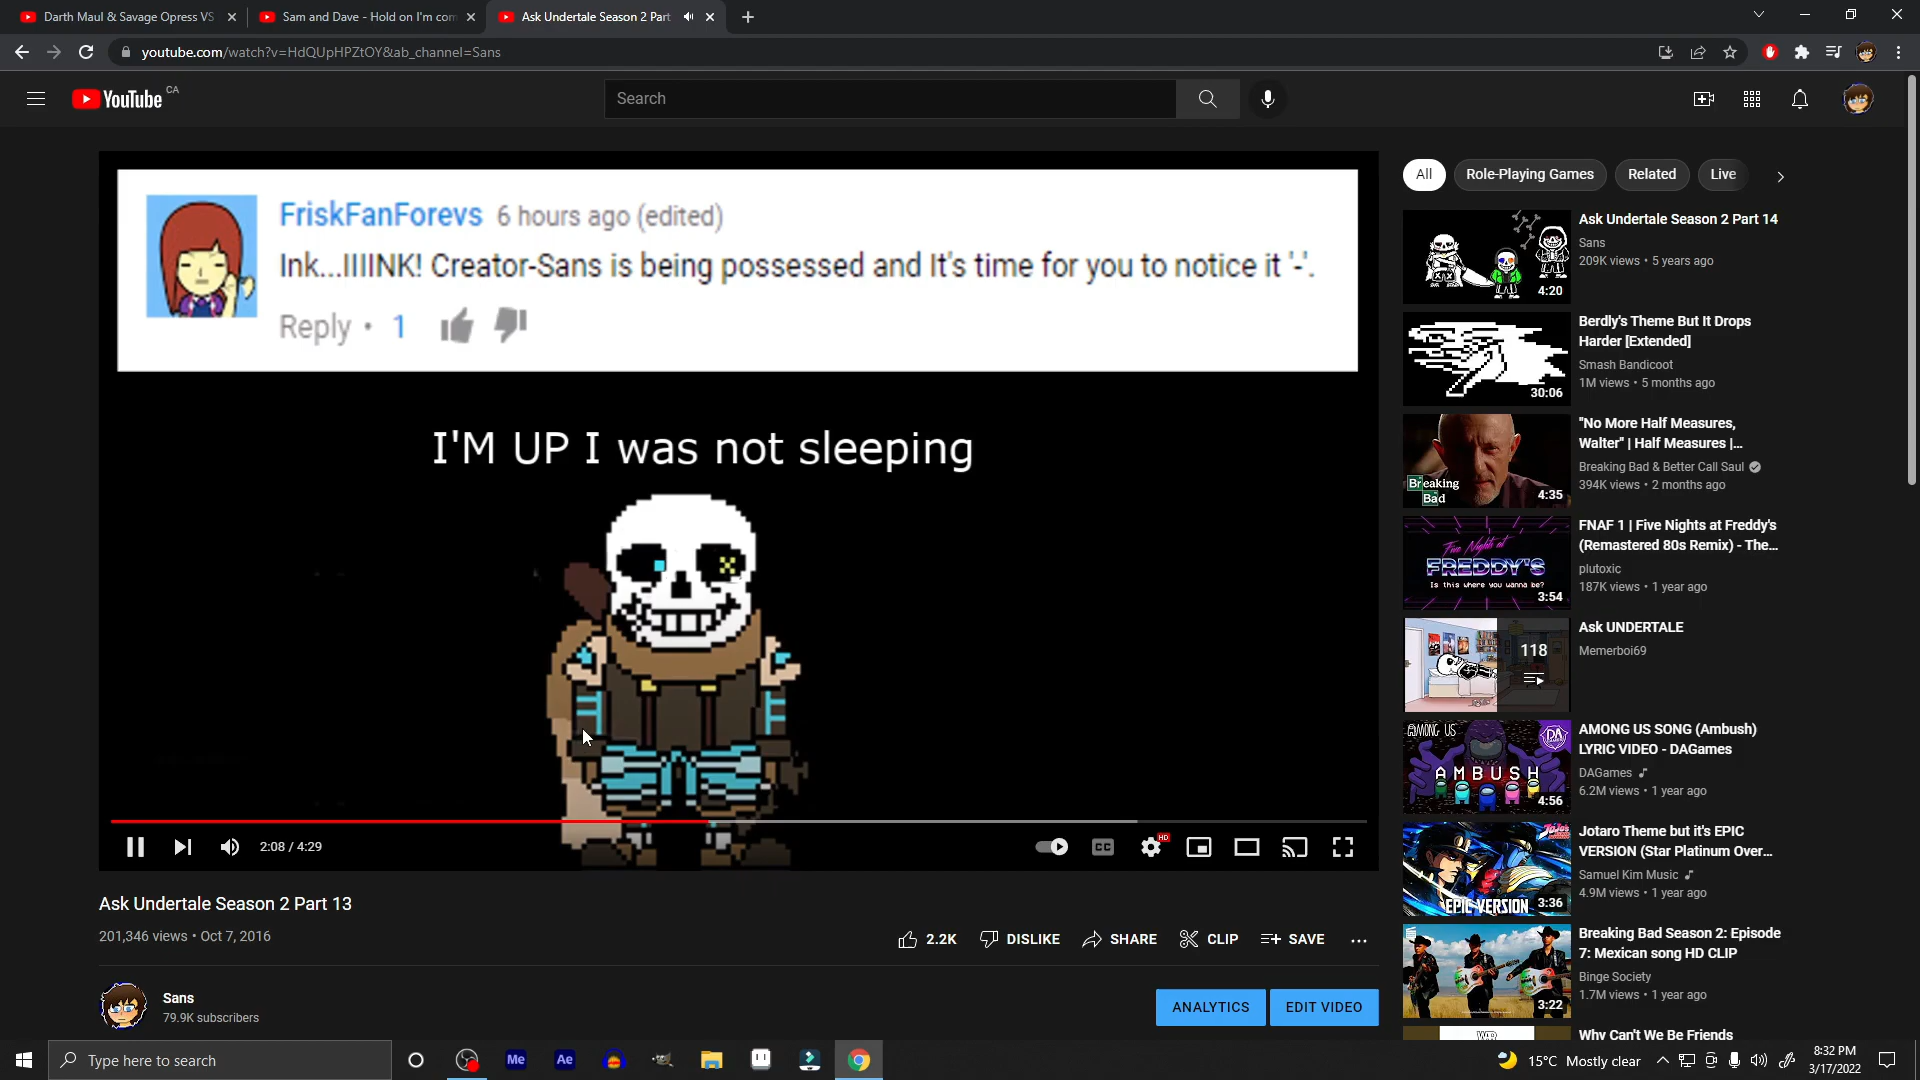 Darth Maul & Savage Opress VS
Sam and Dave - Hold on I'm com
Ask Undertale Season 2 Part
youtube.com/watch?v=HdQUpHPZtOY&ab_channel=Sans
YouTube CA
Search
FriskFanForevs 6 hours ago (edited)
Ink...IIIINK! Creator-Sans is being possessed and It's time for you to notice it '-'.
Reply • 1
I'M UP I was not sleeping
2:08 / 4:29
CC
HD
Ask Undertale Season 2 Part 13
201,346 views • Oct 7, 2016
2.2K
DISLIKE
SHARE
CLIP
SAVE
Sans
79.9K subscribers
ANALYTICS
EDIT VIDEO
All
Role-Playing Games
Related
Live
4:20
Ask Undertale Season 2 Part 14
Sans
209K views • 5 years ago
30:06
Berdly's Theme But It Drops
Harder [Extended]
Smash Bandicoot
1M views • 5 months ago
Breaking
Bad
4:35
"No More Half Measures,
Walter" | Half Measures |...
Breaking Bad & Better Call Saul
394K views • 2 months ago
Five Nights at
FREDDY'S
Is this where you wanna be?
3:54
FNAF 1 | Five Nights at Freddy's
(Remastered 80s Remix) - The...
plutoxic
187K views • 1 year ago
118
Ask UNDERTALE
Memerboi69
AMONG US
DA
AMBUSH
4:56
AMONG US SONG (Ambush)
LYRIC VIDEO - DAGames
DAGames
6.2M views • 1 year ago
EPIC VERSION
3:36
Jotaro Theme but it's EPIC
VERSION (Star Platinum Over...
Samuel Kim Music
4.9M views • 1 year ago
3:22
Breaking Bad Season 2: Episode
7: Mexican song HD CLIP
Binge Society
1.7M views • 1 year ago
WAR
Why Can't We Be Friends
Type here to search
Me
Ae
15°C Mostly clear
8:32 PM
3/17/2022